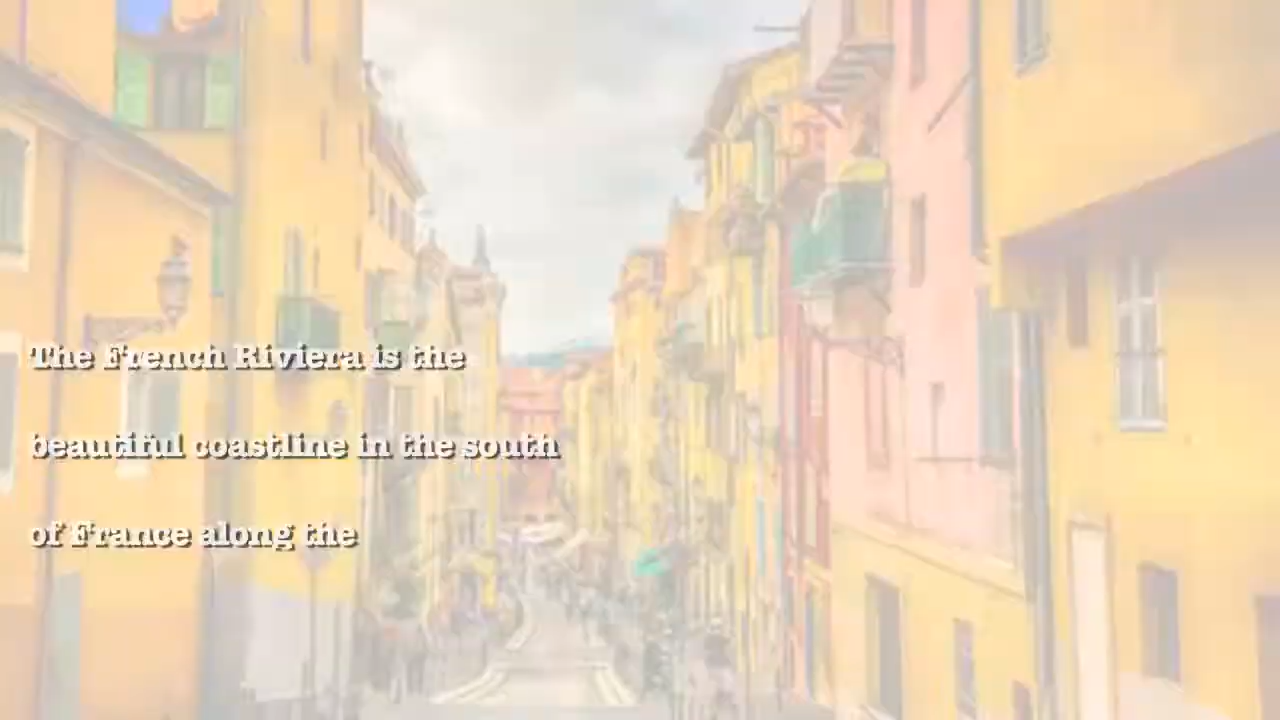 The French Riviera is the
beautiful coastline in the south
of France along the